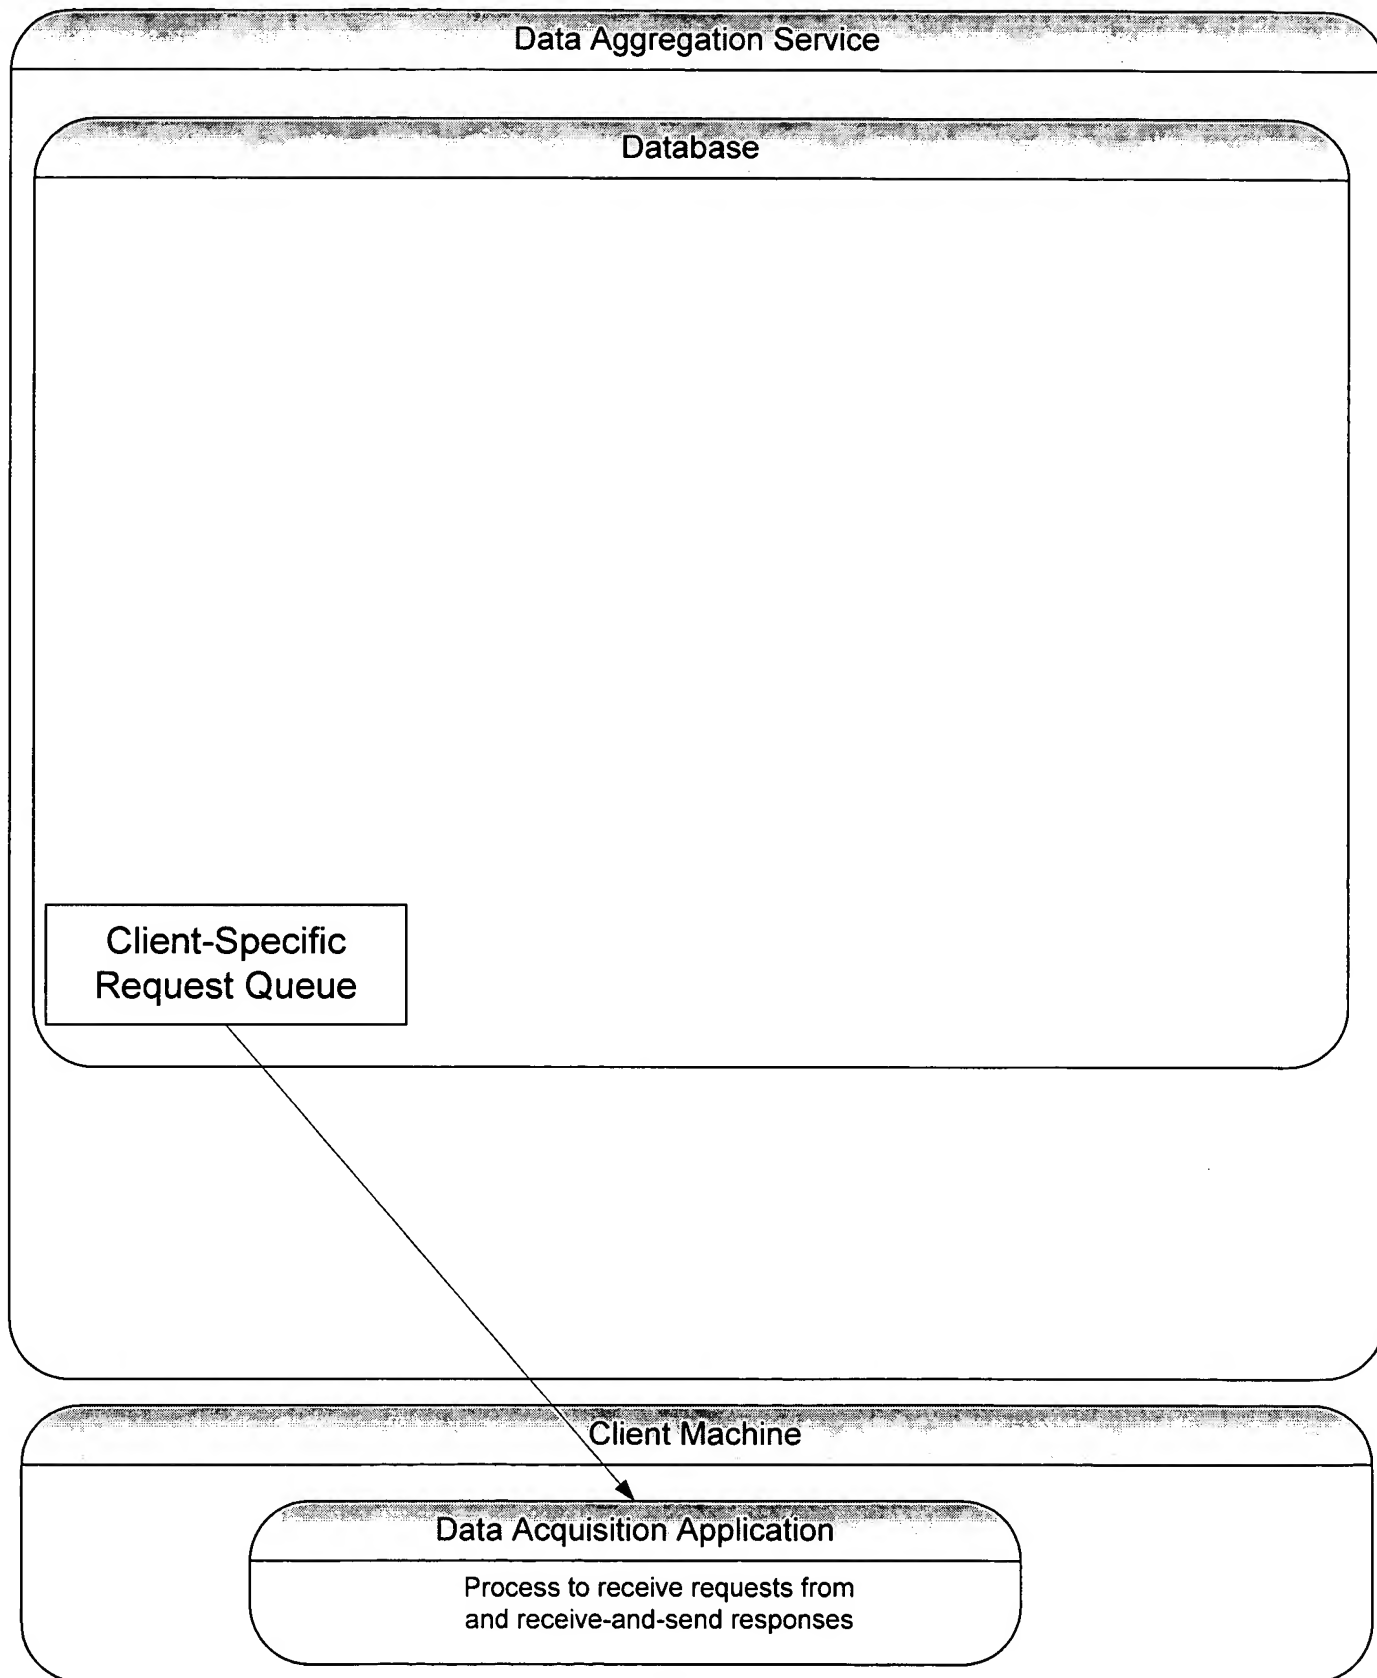 Data Aggregation Service
Database
Client-Specific
Request Queue
Client Machine
Data Acquisition Application
Process to receive requests from
and receive-and-send responses